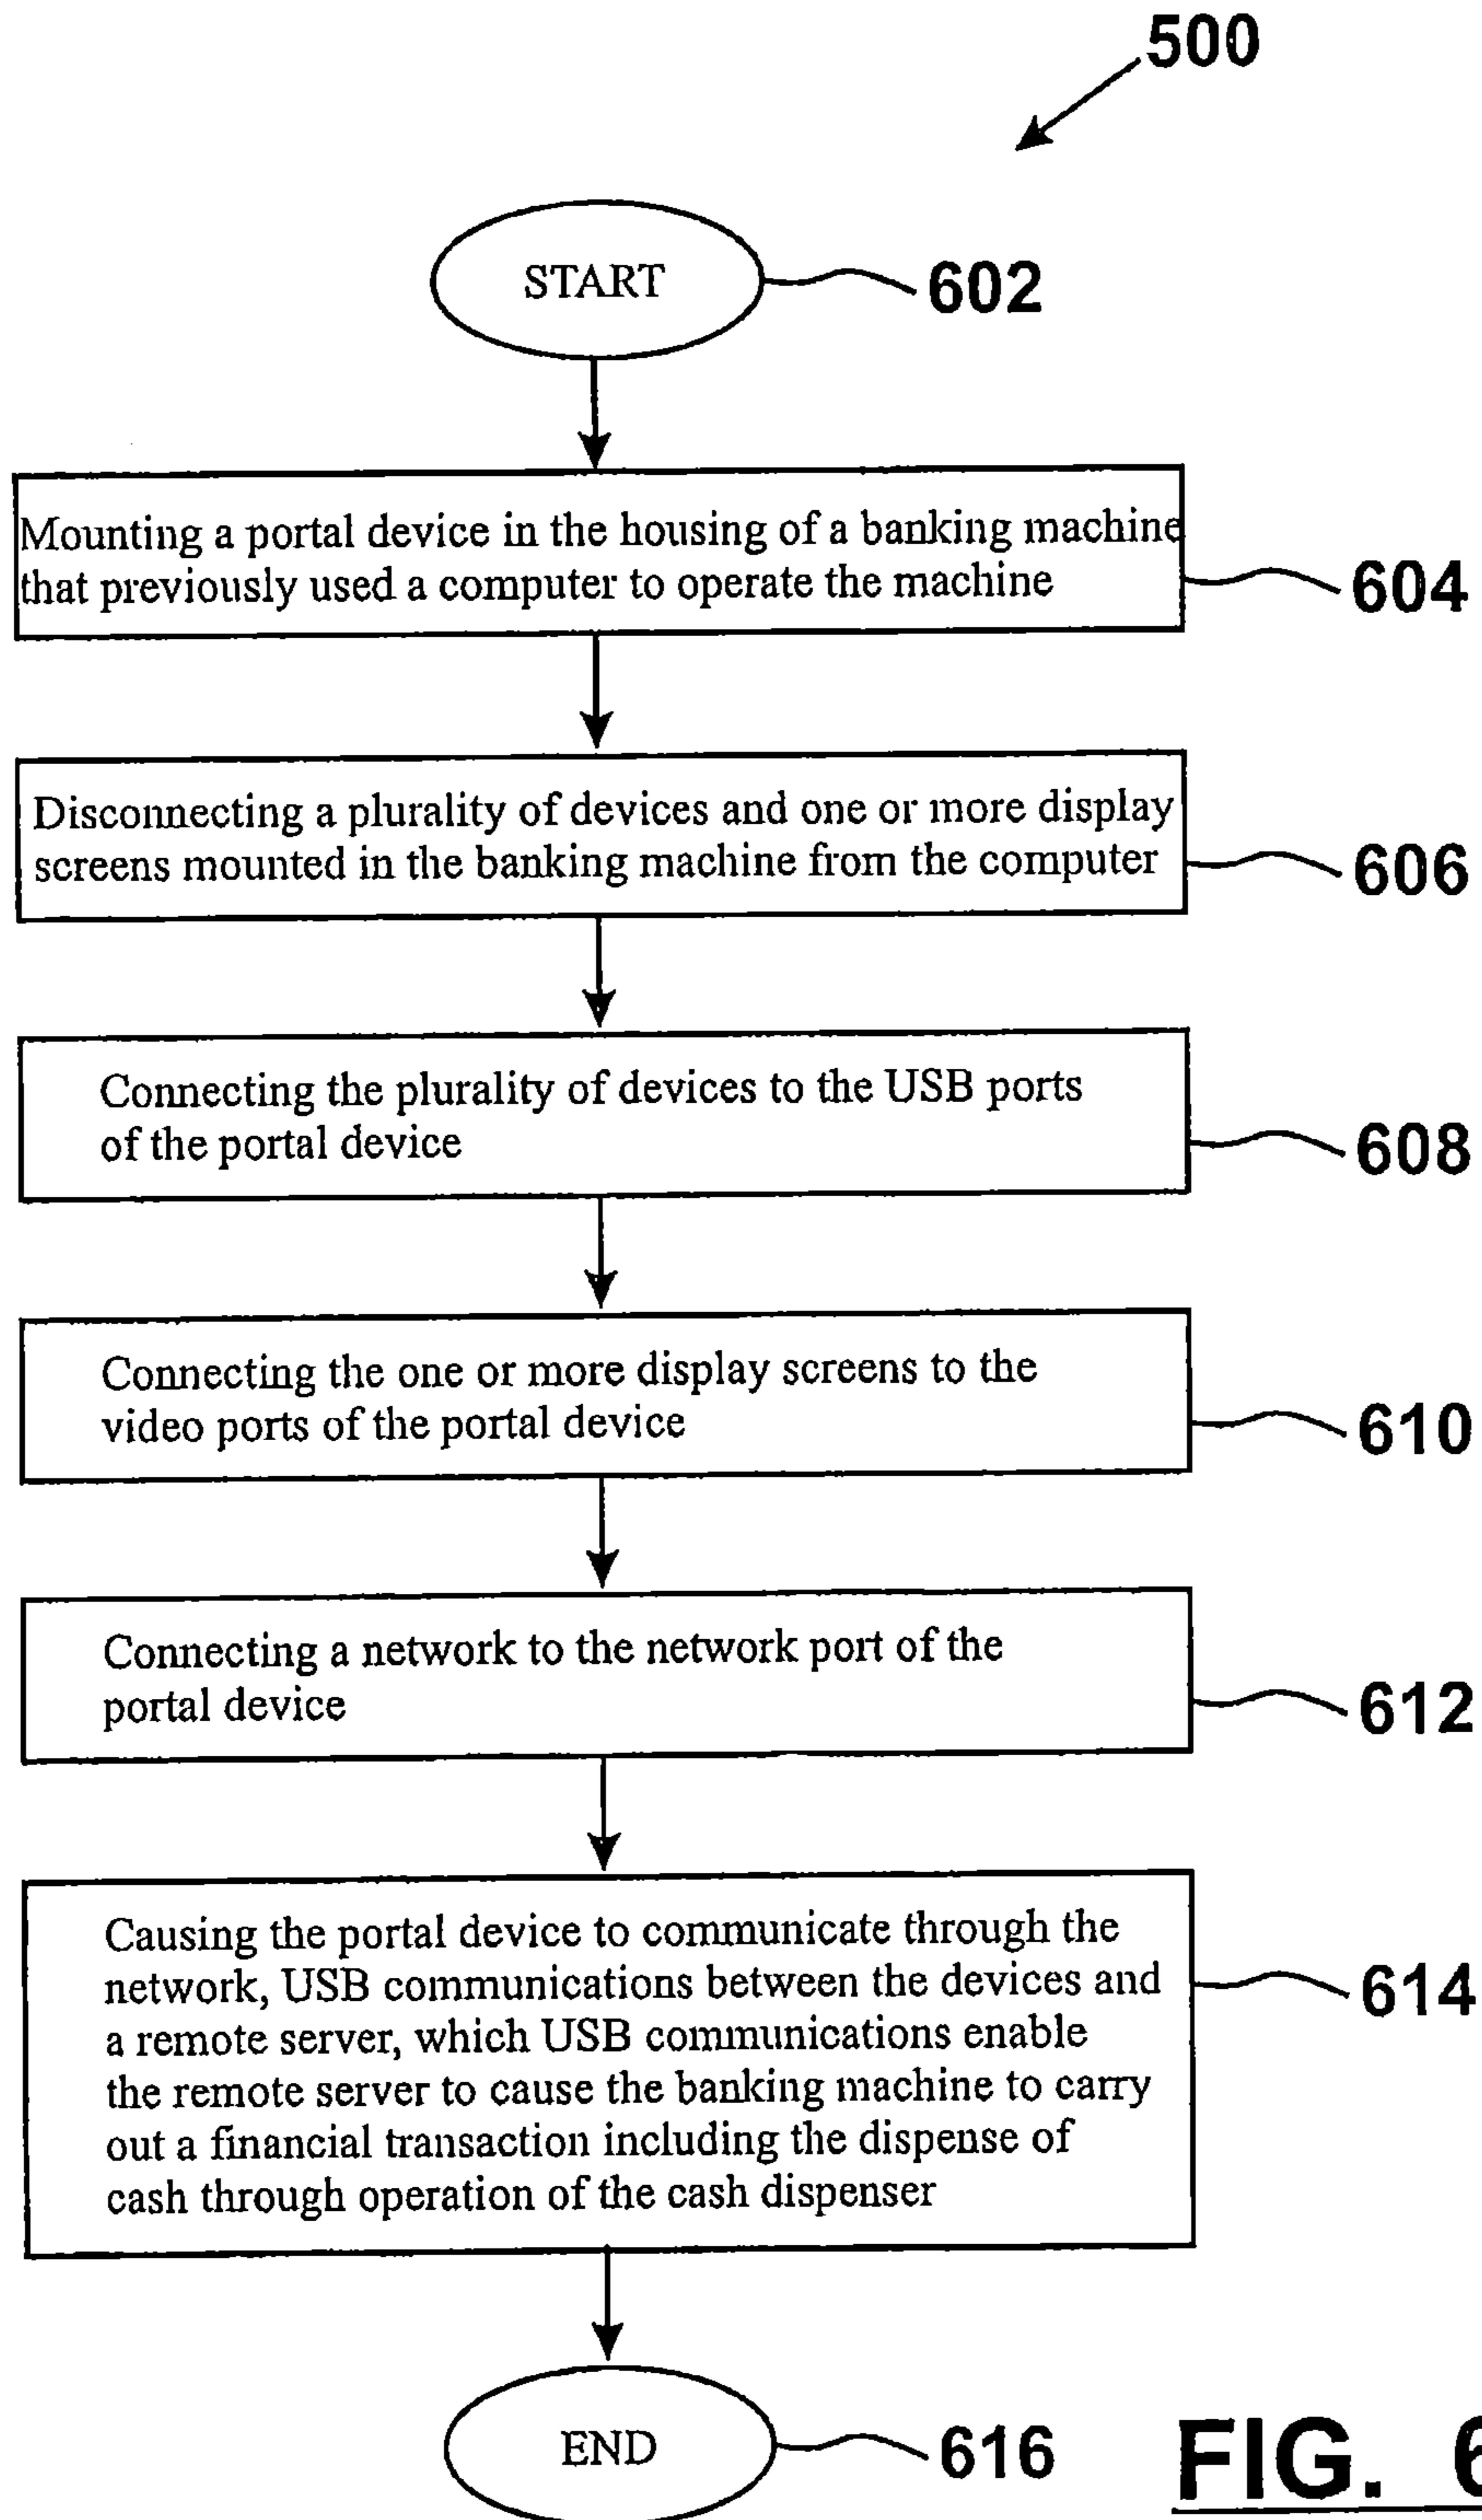 500
START
602
Mounting a portal device in the housing of a banking machine
that previously used a computer to operate the machine
604
Disconnecting a plurality of devices and one or more display
screens mounted in the banking machine from the computer
606
Connecting the plurality of devices to the USB ports
of the portal device
608
Connecting the one or more display screens to the
video ports of the portal device
610
Connecting a network to the network port of the
portal device
612
Causing the portal device to communicate through the
network, USB communications between the devices and
a remote server, which USB communications enable
the remote server to cause the banking machine to carry
out a financial transaction including the dispense of
cash through operation of the cash dispenser
614
END
616
FIG. 6